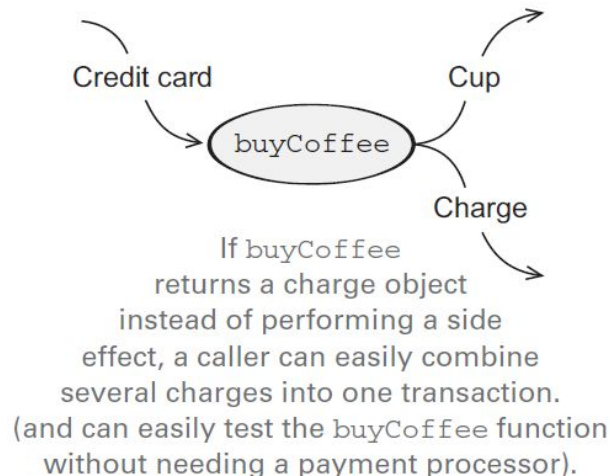 Credit card
Cup
buyCoffee
Charge
If buyCoffee
returns a charge object
instead of performing a side
effect, a caller can easily combine
several charges into one transaction.
(and can easily test the buyCoffee function
without needing a payment processor).